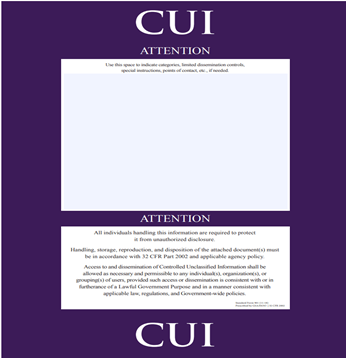 CUI
ATTENTION
Use this space to indicate categories, limited dissemination controls,
special instructions, points of contact, etc., if needed.
ATTENTION
All individuals handling this information are required to protect
it from unauthorized disclosure.
Handling, storage, reproduction, and disposition of the attached document(s) must
be in accordance with 32 CFR Part 2002 and applicable agency policy.
Access to and dissemination of Controlled Unclassified Information shall be
allowed as necessary and permissible to any individual(s), organization(s), or
grouping(s) of users, provided such access or dissemination is consistent with or in
furtherance of a Lawful Government Purpose and in a manner consistent with
applicable law, regulations, and Government-wide policies.
CUI